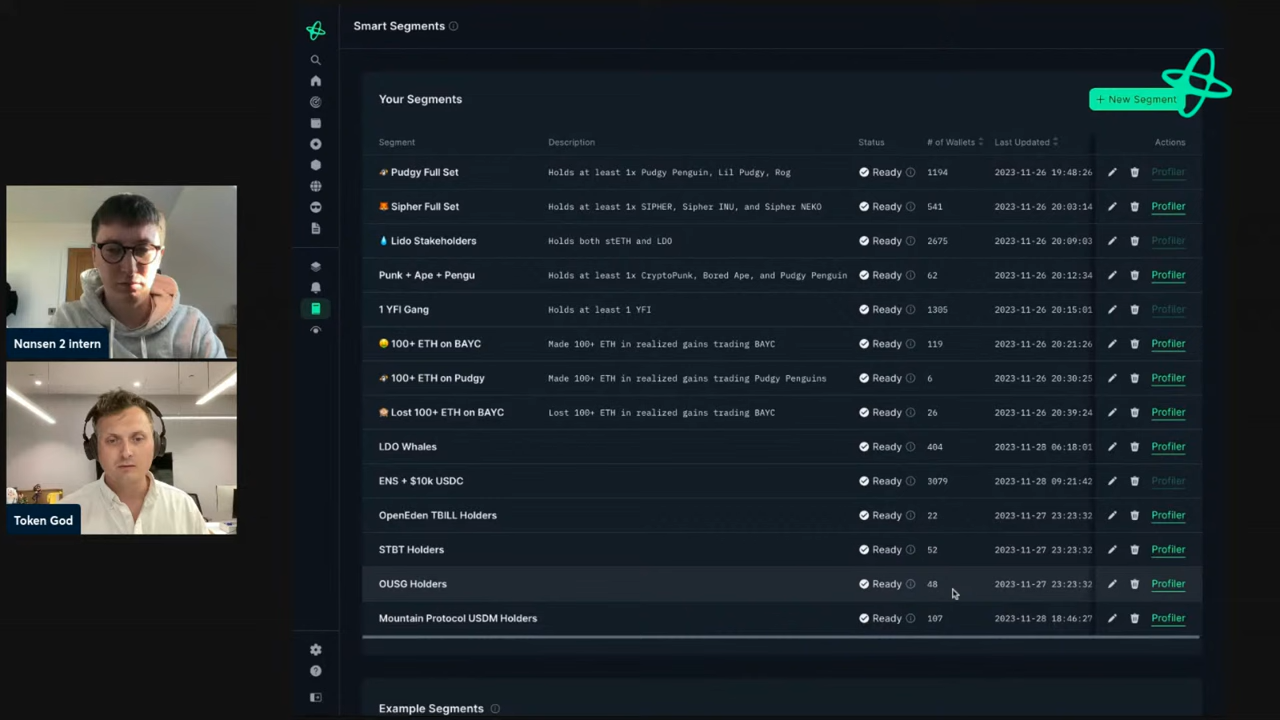 Smart Segments
Your Segments
+ New Segment
Segment Description Status # of Wallets Last Updated Actions
Pudgy Full Set Holds at least 1x Pudgy Penguin, Lil Pudgy, Rog Ready 1194 2023-11-26 19:48:26 Profiler
Sipher Full Set Holds at least 1x SIPHER, Sipher INU, and Sipher NEKO Ready 541 2023-11-26 20:03:14 Profiler
Lido Stakeholders Holds both stETH and LDO Ready 2675 2023-11-26 20:09:03 Profiler
Punk + Ape + Pengu Holds at least 1x CryptoPunk, Bored Ape, and Pudgy Penguin Ready 62 2023-11-26 20:12:34 Profiler
1 YFI Gang Holds at least 1 YFI Ready 1305 2023-11-26 20:15:01 Profiler
100+ ETH on BAYC Made 100+ ETH in realized gains trading BAYC Ready 119 2023-11-26 20:21:26 Profiler
100+ ETH on Pudgy Made 100+ ETH in realized gains trading Pudgy Penguins Ready 6 2023-11-26 20:30:25 Profiler
Lost 100+ ETH on BAYC Lost 100+ ETH in realized gains trading BAYC Ready 26 2023-11-26 20:39:24 Profiler
LDO Whales Ready 404 2023-11-28 06:18:01 Profiler
ENS + $10k USDC Ready 3079 2023-11-28 09:21:42 Profiler
OpenEden TBILL Holders Ready 22 2023-11-27 23:23:32 Profiler
STBT Holders Ready 52 2023-11-27 23:23:32 Profiler
OUSG Holders Ready 48 2023-11-27 23:23:32 Profiler
Mountain Protocol USDM Holders Ready 107 2023-11-28 18:46:27 Profiler
Example Segments
Nansen 2 Intern
Token God